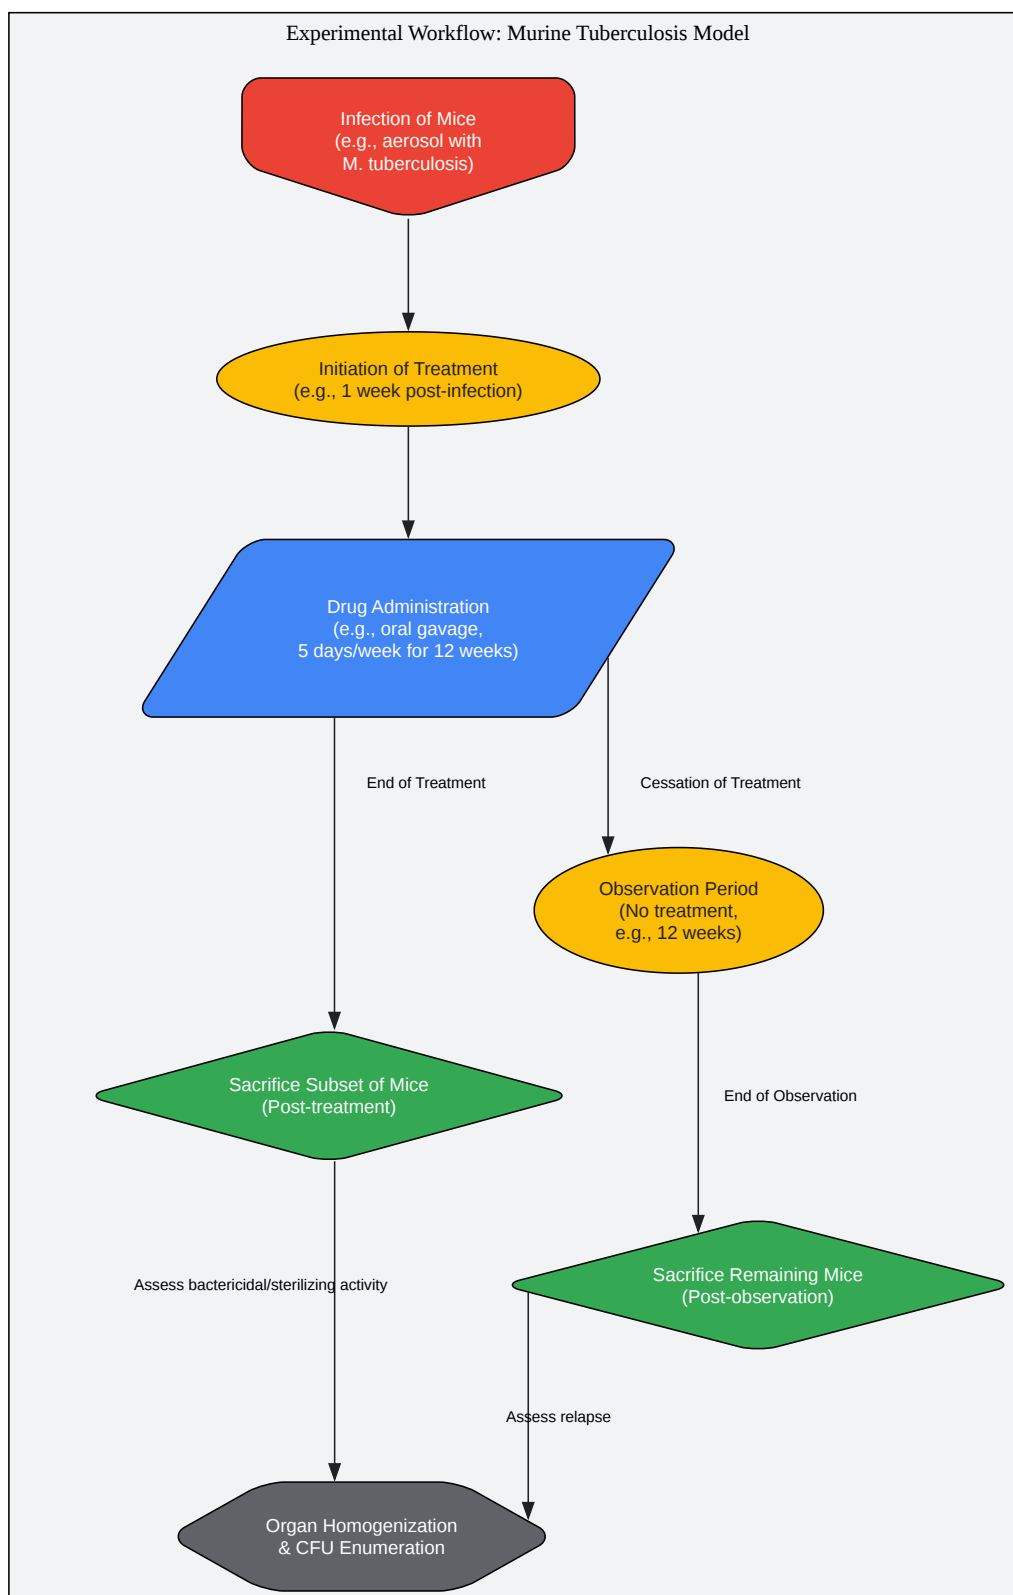 Experimental Workflow: Murine Tuberculosis Model
Infection of Mice
(e.g., aerosol with
M. tuberculosis)
Initiation of Treatment
(e.g., 1 week post-infection)
Drug Administration
(e.g., oral gavage,
5 days/week for 12 weeks)
End of Treatment
Cessation of Treatment
Observation Period
(No treatment,
e.g., 12 weeks)
Sacrifice Subset of Mice
(Post-treatment)
End of Observation
Assess bactericidal/sterilizing activity
Sacrifice Remaining Mice
(Post-observation)
Assess relapse
Organ Homogenization
& CFU Enumeration